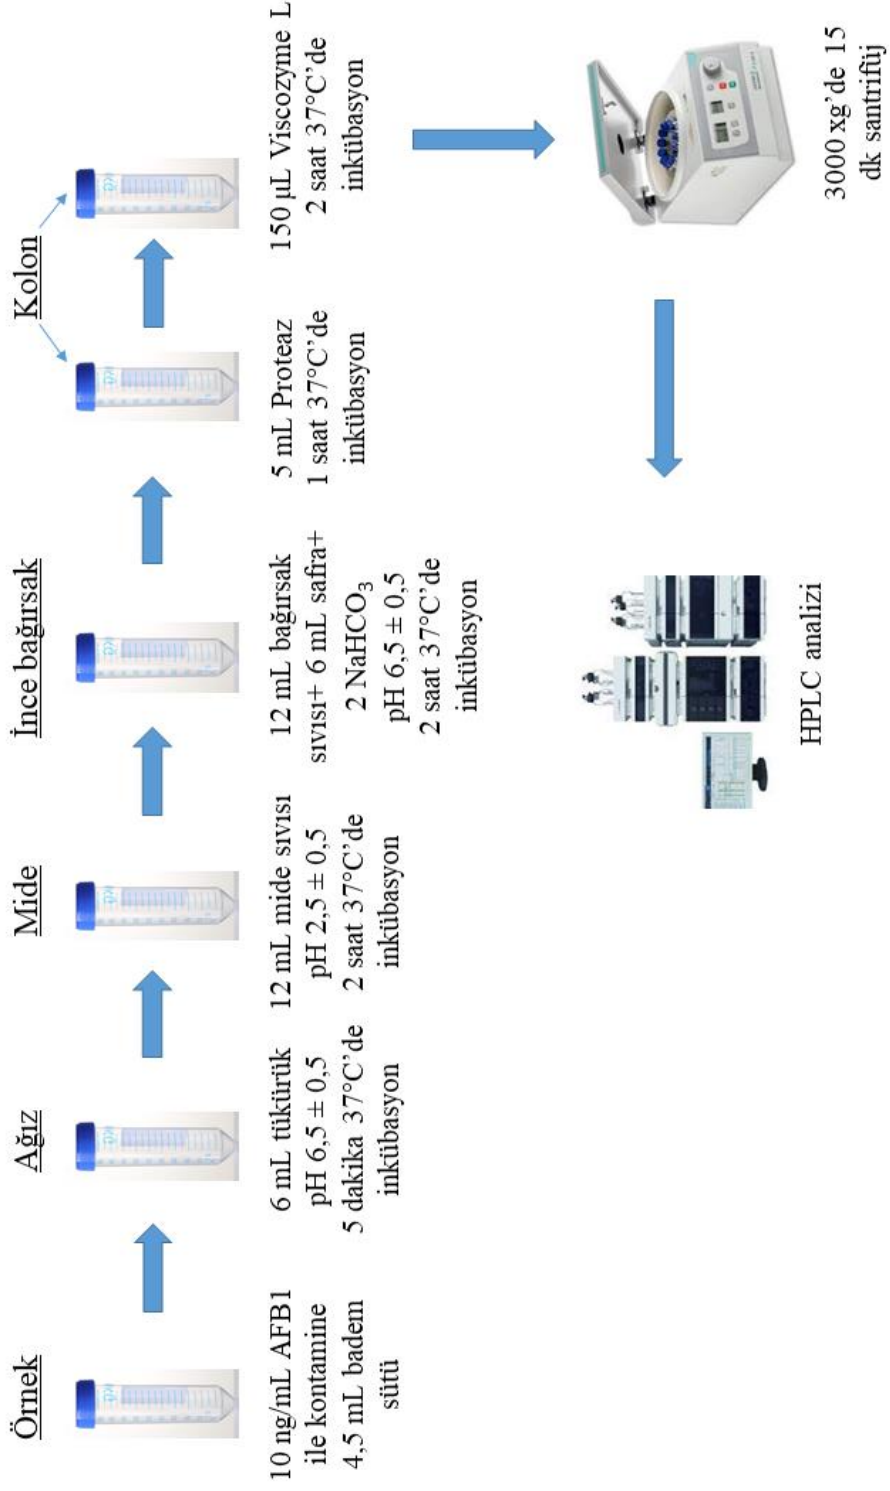 Örnek
10 ng/mL AFB1
ile kontamine
4,5 mL badem
sütü
Ağız
6 mL tükürük
pH 6,5 ± 0,5
5 dakika 37°C'de
inkübasyon
Mide
12 mL mide sıvısı
pH 2,5 ± 0,5
2 saat 37°C'de
inkübasyon
İnce bağırsak
12 mL bağırsak
sıvısı+ 6 mL safra+
2 NaHCO₃
pH 6,5 ± 0,5
2 saat 37°C'de
inkübasyon
Kolon
5 mL Proteaz
1 saat 37°C'de
inkübasyon
150 µL Viscozyme L
2 saat 37°C'de
inkübasyon
3000 xg'de 15
dk santrifüj
HPLC analizi